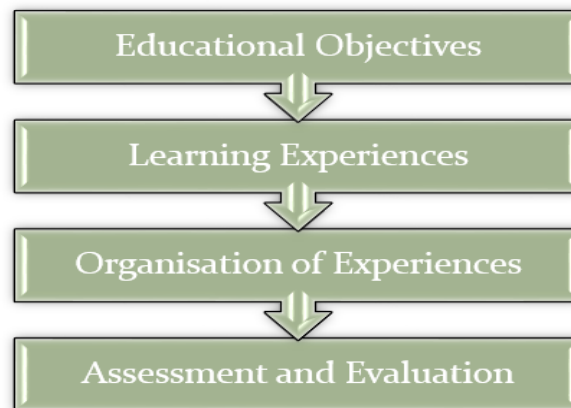 Educational Objectives
Learning Experiences
Organisation of Experiences
Assessment and Evaluation